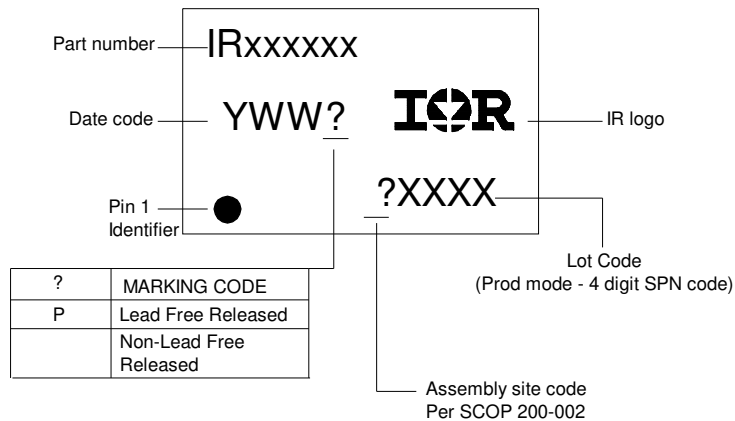 Part number
IRxxxxxx
Date code
YWW?
IOR
IR logo
?XXXX
Pin 1
Identifier
Lot Code
(Prod mode - 4 digit SPN code)
? MARKING CODE
P Lead Free Released
Non-Lead Free
Released
Assembly site code
Per SCOP 200-002